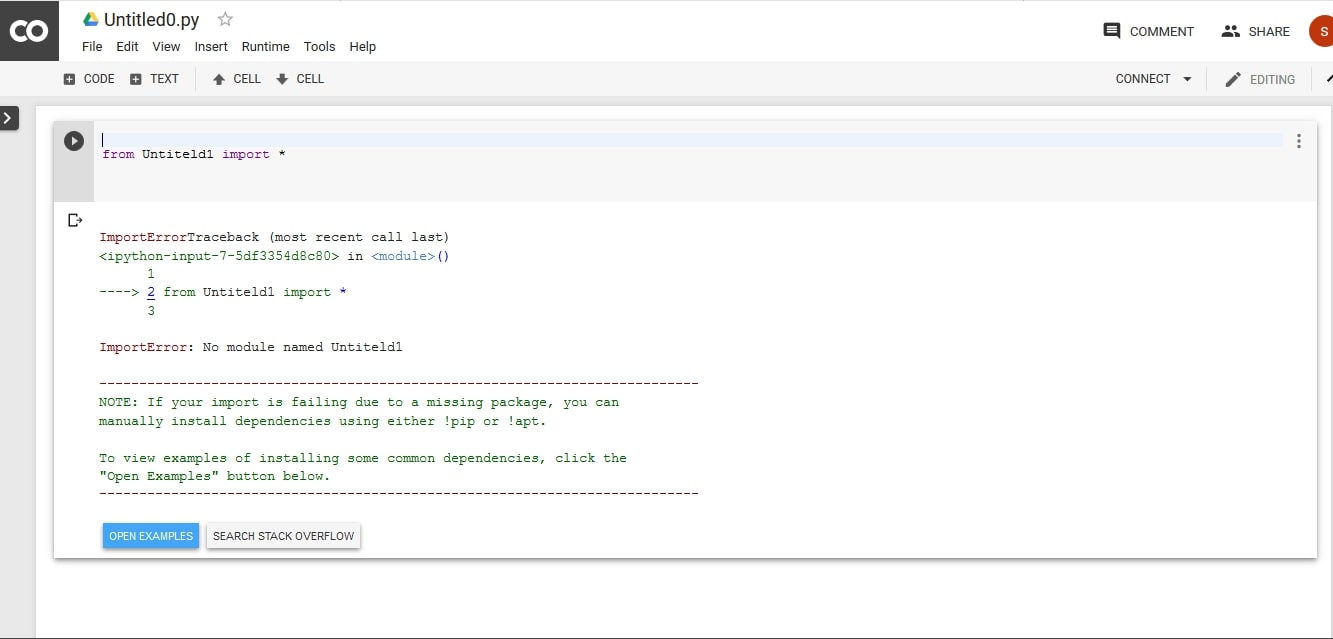 CO Untitled0.py
COMMENT SHARE S
File Edit View Insert Runtime Tools Help
CODE TEXT CELL CELL CONNECT EDITING
from Untiteld1 import *
ImportErrorTraceback (most recent call last)
<ipython-input-7-5df3354d8c80> in <module>()
1
----> 2 from Untiteld1 import *
3
ImportError: No module named Untiteld1
---------------------------------------------------------------------------
NOTE: If your import is failing due to a missing package, you can
manually install dependencies using either !pip or !apt.
To view examples of installing some common dependencies, click the
"Open Examples" button below.
---------------------------------------------------------------------------
OPEN EXAMPLES SEARCH STACK OVERFLOW